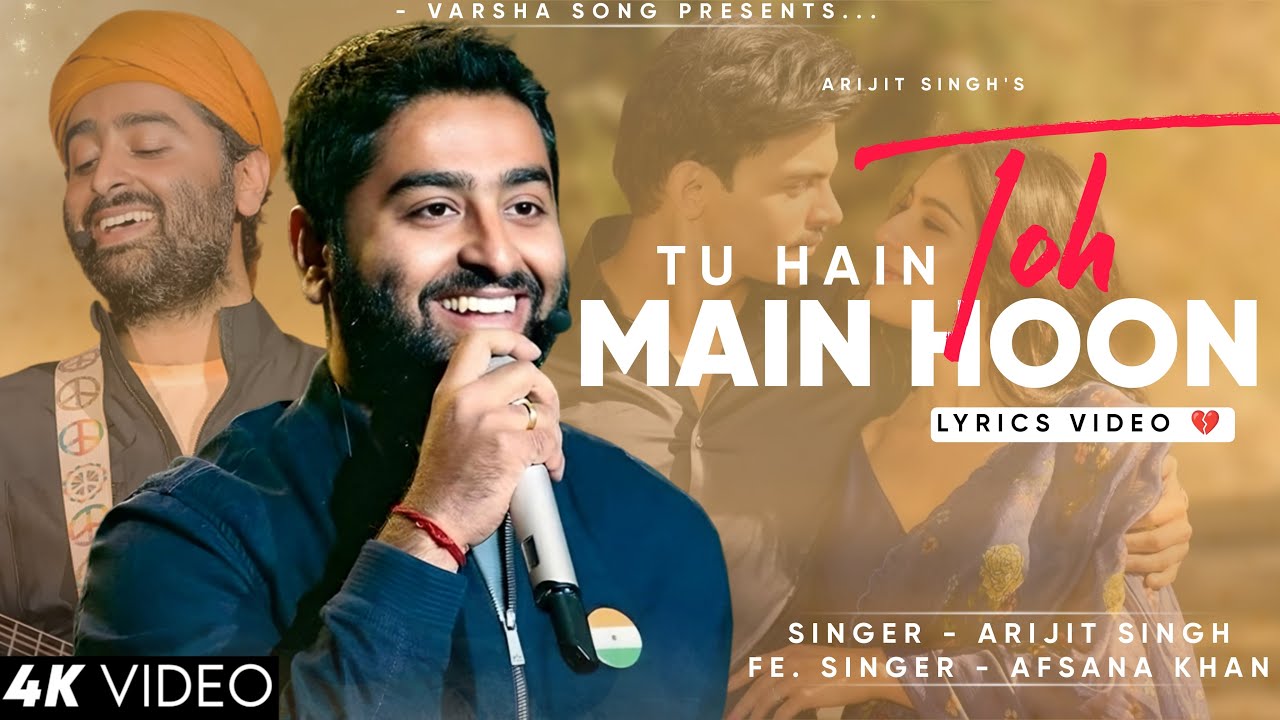 - VARSHA SONG PRESENTS...
ARIJIT SINGH'S
TU HAIN Toh
MAIN HOON
LYRICS VIDEO 💔
SINGER - ARIJIT SINGH
FE. SINGER - AFSANA KHAN
4K VIDEO